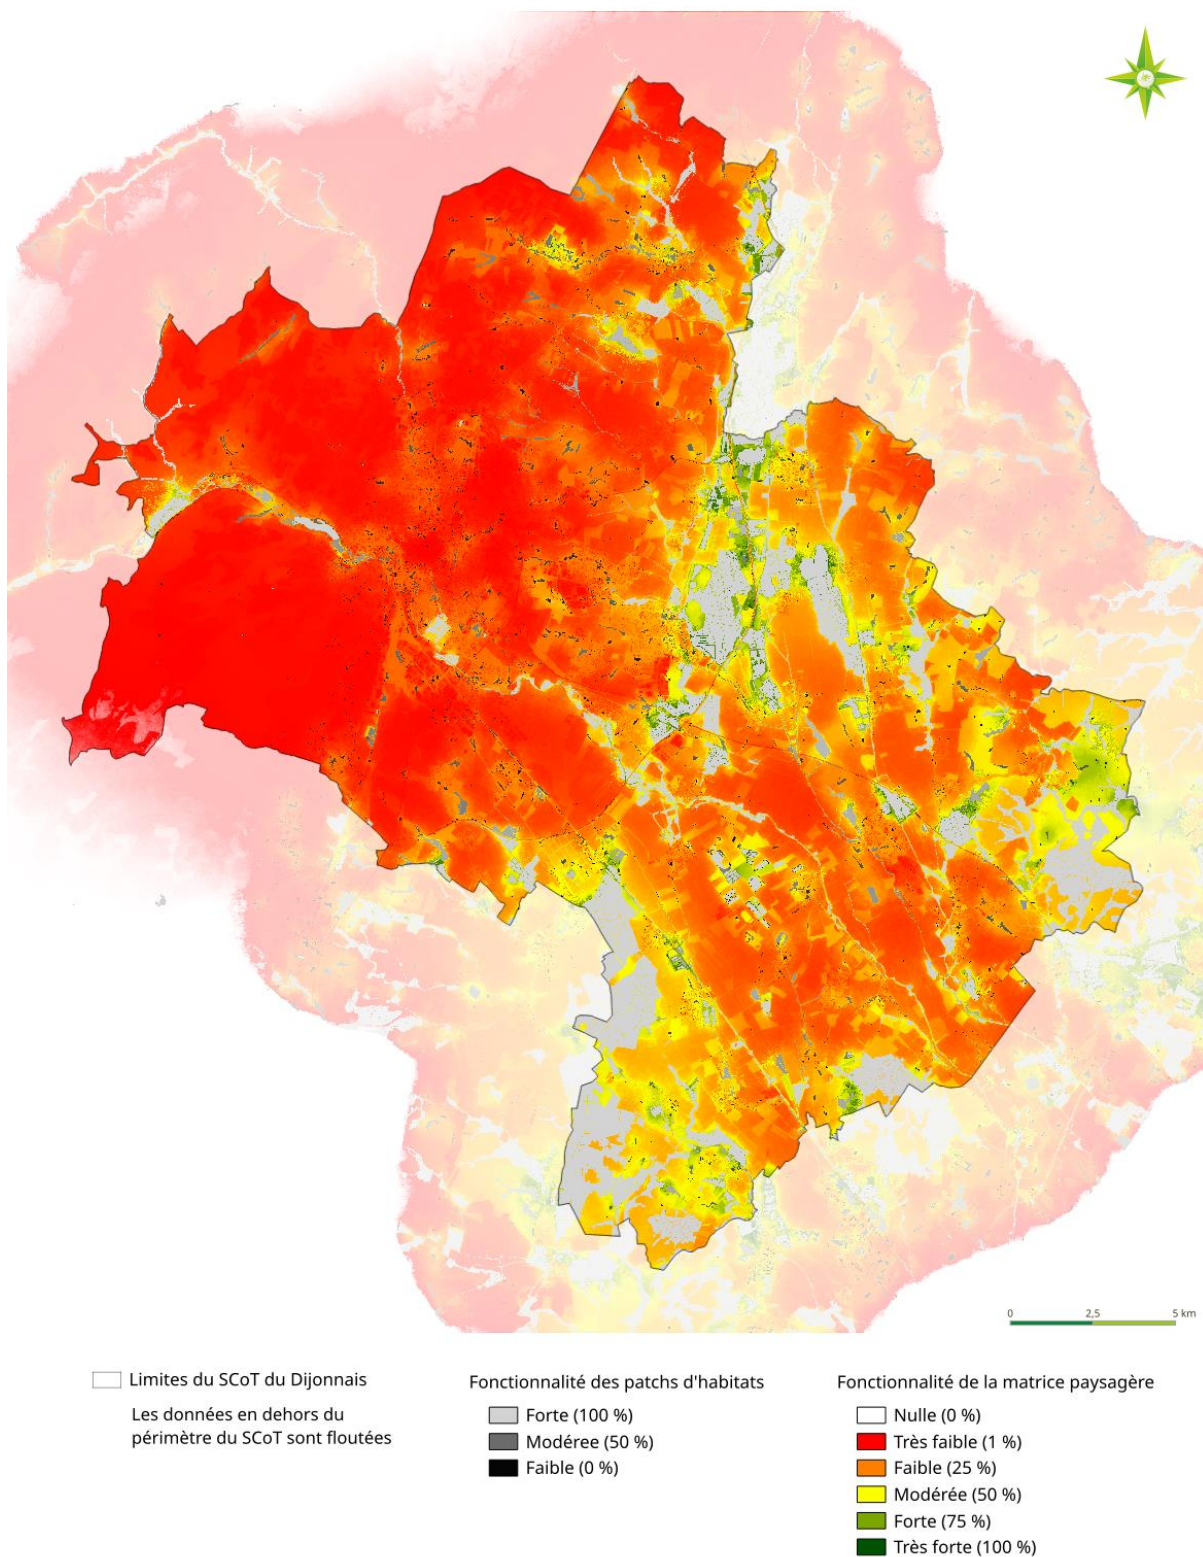 0 2,5 5 km
Limites du SCoT du Dijonnais
Les données en dehors du
périmètre du SCoT sont floutées
Fonctionnalité des patchs d'habitats
Forte (100 %)
Modéree (50 %)
Faible (0 %)
Fonctionnalité de la matrice paysagère
Nulle (0 %)
Très faible (1 %)
Faible (25 %)
Modérée (50 %)
Forte (75 %)
Très forte (100 %)